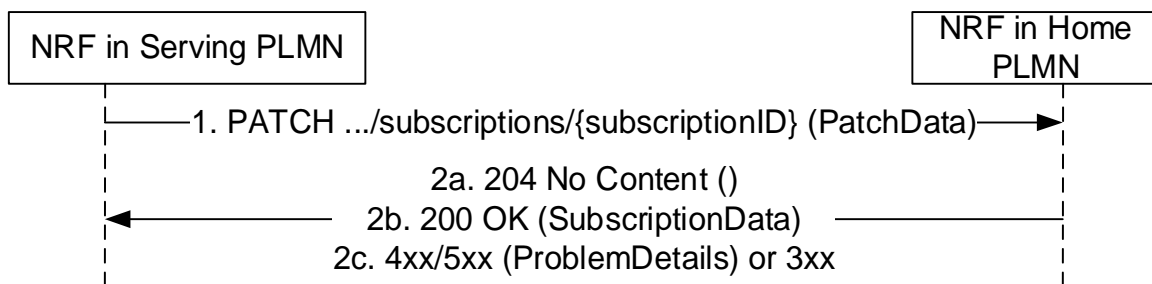 NRF in Serving PLMN
NRF in Home
PLMN
1. PATCH .../subscriptions/{subscriptionID} (PatchData)
2a. 204 No Content ()
2b. 200 OK (SubscriptionData)
2c. 4xx/5xx (ProblemDetails) or 3xx